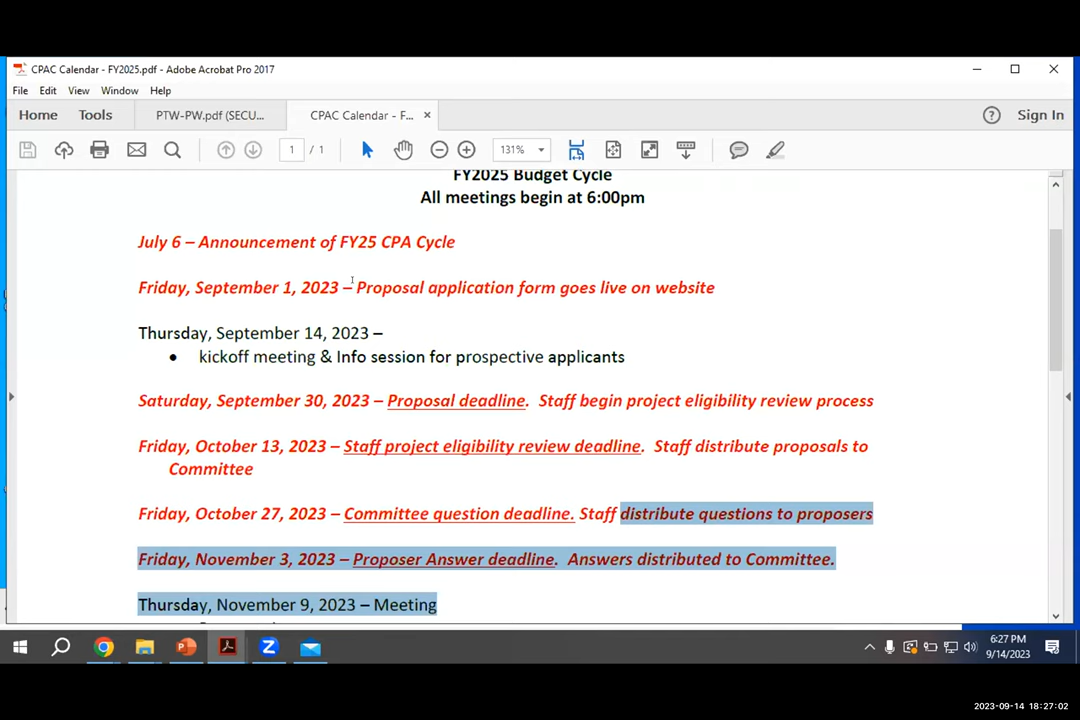 CPAC Calendar - FY2025.pdf - Adobe Acrobat Pro 2017
File Edit View Window Help
Home Tools PTW-PW.pdf (SECU... CPAC Calendar - F... × ? Sign In
1 / 1 131%
FY2025 Budget Cycle
All meetings begin at 6:00pm
July 6 – Announcement of FY25 CPA Cycle
Friday, September 1, 2023 – Proposal application form goes live on website
Thursday, September 14, 2023 –
• kickoff meeting & Info session for prospective applicants
Saturday, September 30, 2023 – Proposal deadline. Staff begin project eligibility review process
Friday, October 13, 2023 – Staff project eligibility review deadline. Staff distribute proposals to
Committee
Friday, October 27, 2023 – Committee question deadline. Staff distribute questions to proposers
Friday, November 3, 2023 – Proposer Answer deadline. Answers distributed to Committee.
Thursday, November 9, 2023 – Meeting
6:27 PM
9/14/2023
2023-09-14 18:27:02